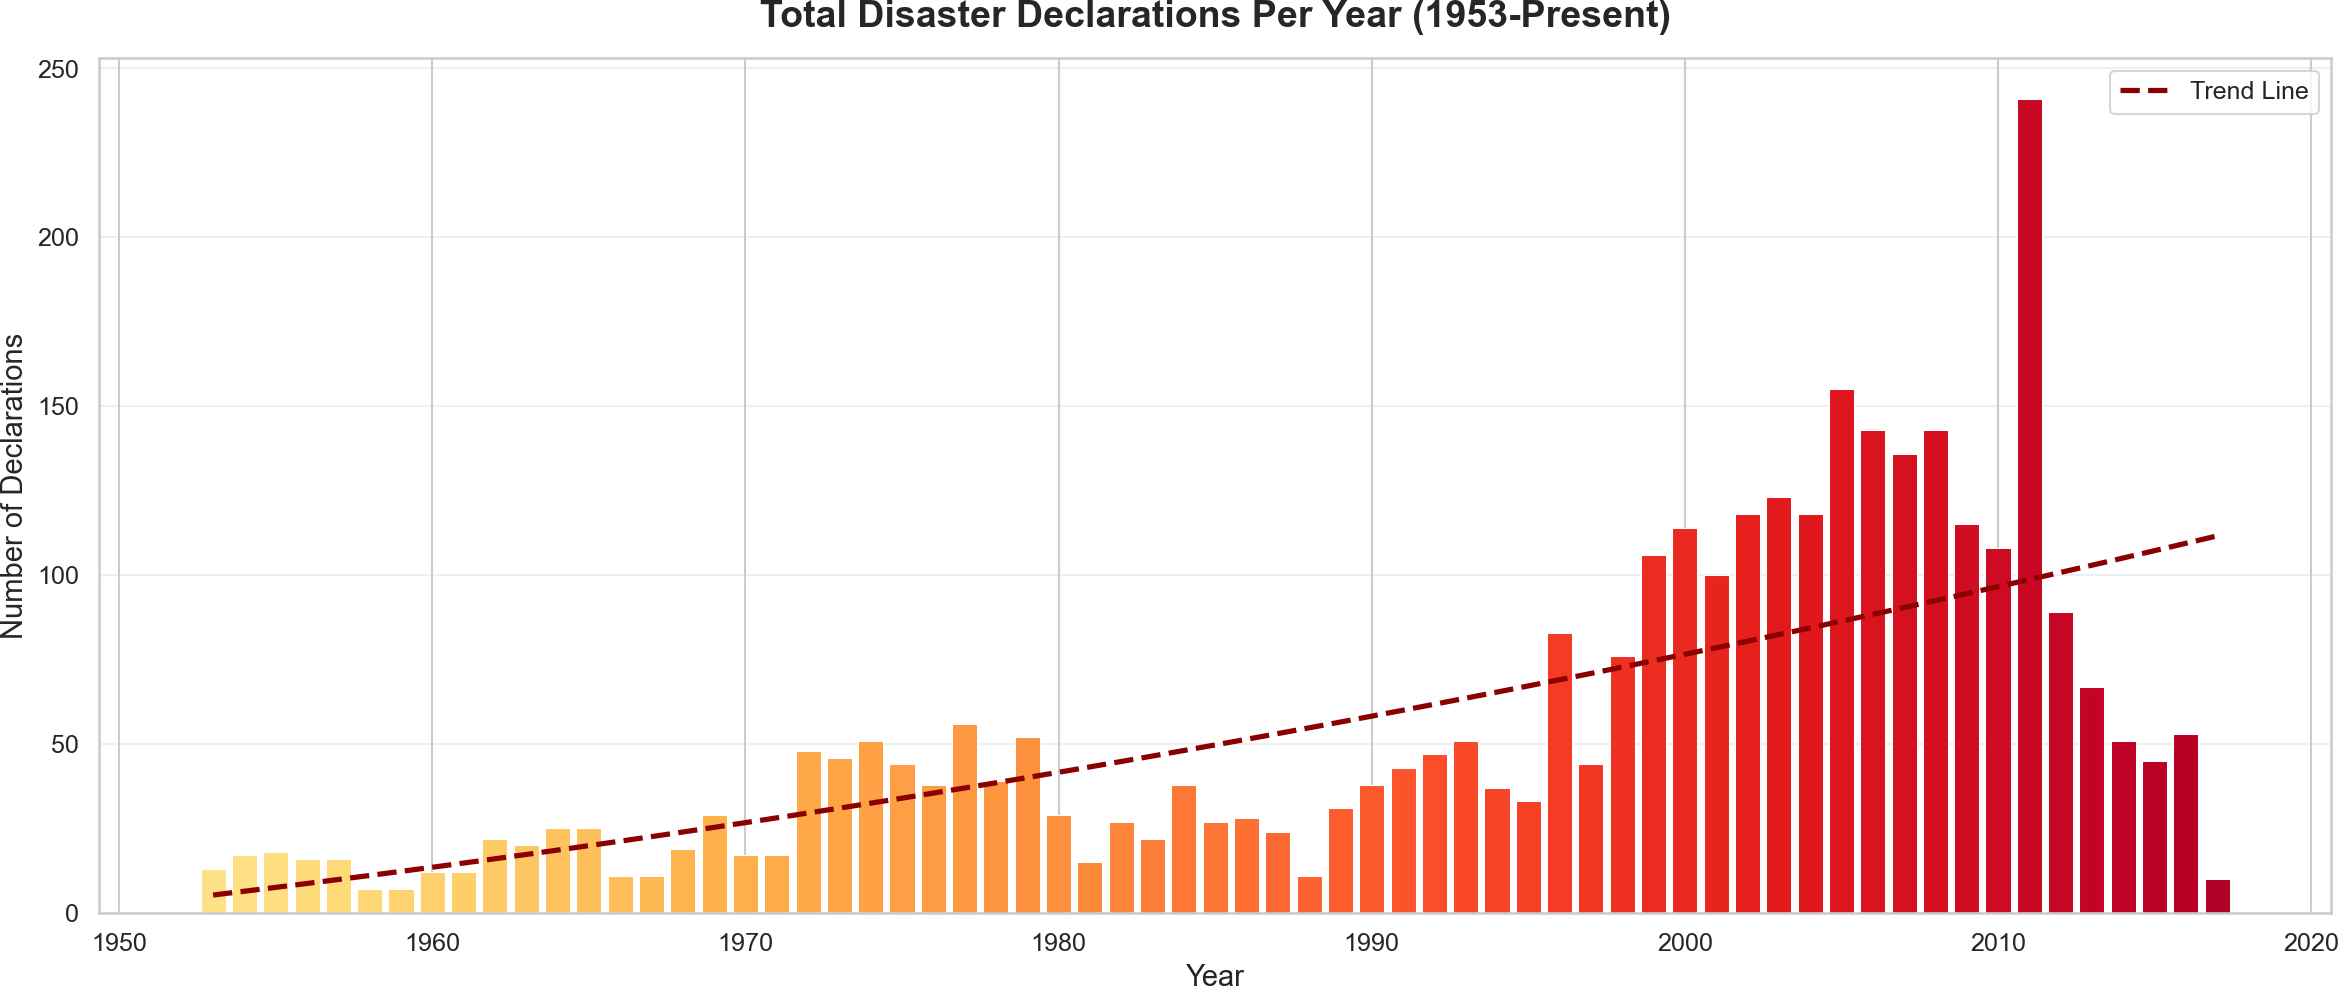 Total Disaster Declarations Per Year (1953-Present)
Trend Line
Number of Declarations
250
200
150
100
50
0
1950 1960 1970 1980 1990 2000 2010 2020
Year